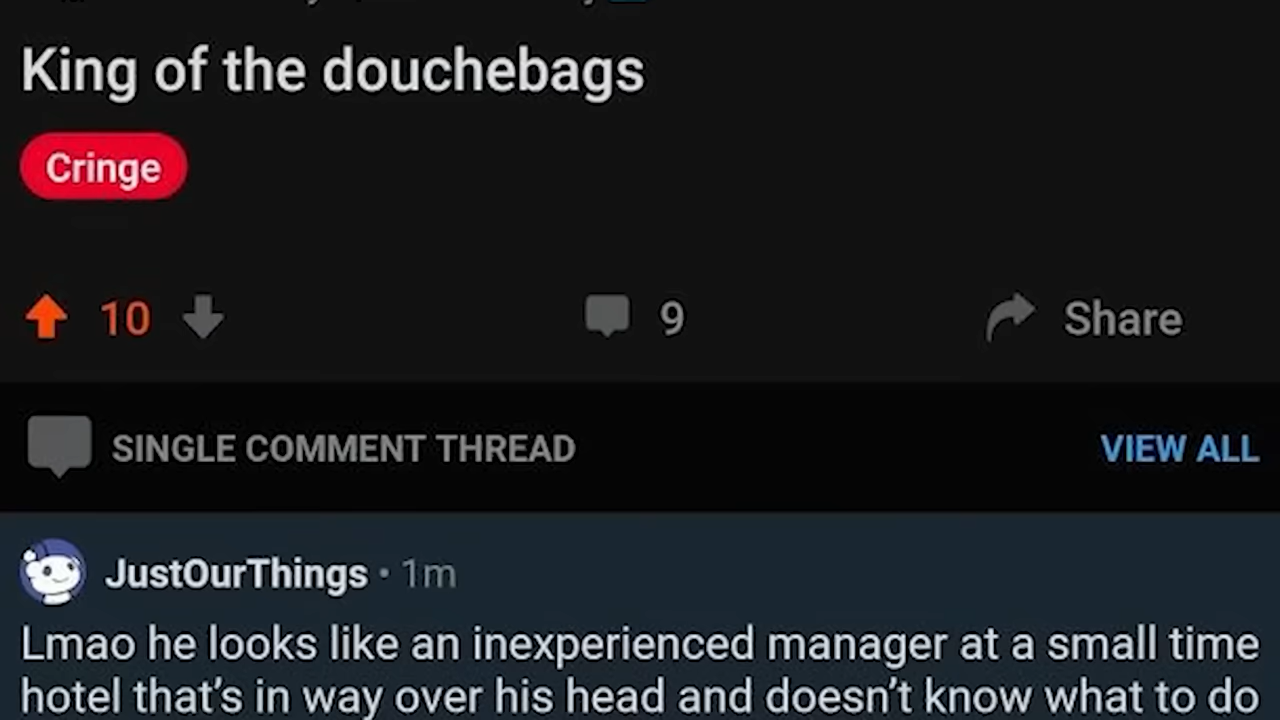 King of the douchebags
Cringe
10
9
Share
SINGLE COMMENT THREAD
VIEW ALL
JustOurThings • 1m
Lmao he looks like an inexperienced manager at a small time
hotel that's in way over his head and doesn't know what to do